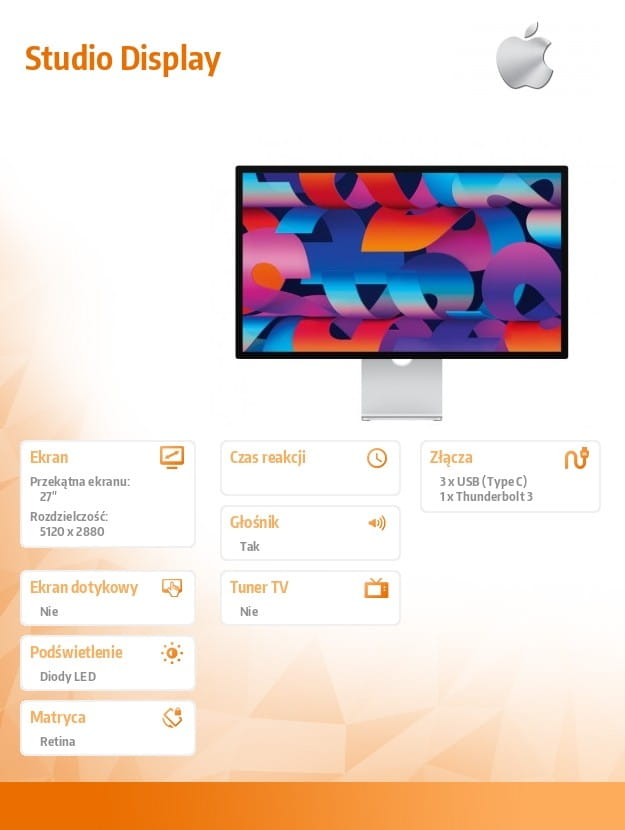 Studio Display
Ekran
Przekątna ekranu:
27"
Rozdzielczość:
5120 x 2880
Czas reakcji
Złącza
3 x USB (Type C)
1 x Thunderbolt 3
Głośnik
Tak
Ekran dotykowy
Nie
Tuner TV
Nie
Podświetlenie
Diody LED
Matryca
Retina